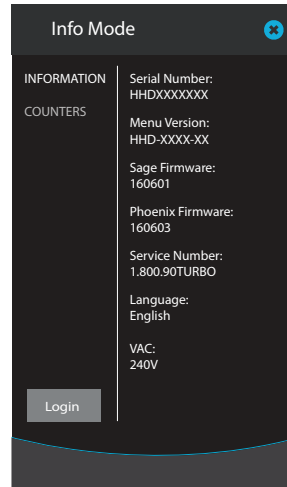 Info Mode
INFORMATION
COUNTERS
Serial Number:
HHDXXXXXXX
Menu Version:
HHD-XXXX-XX
Sage Firmware:
160601
Phoenix Firmware:
160603
Service Number:
1.800.90TURBO
Language:
English
VAC:
240V
Login